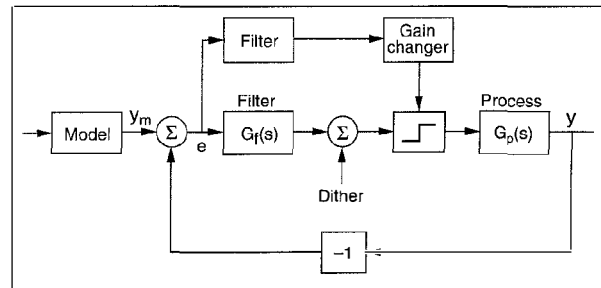 Filter
Gain
changer
Filter
Process
Model
y_m
Σ
e
G_f(s)
Σ
G_p(s)
y
Dither
−1